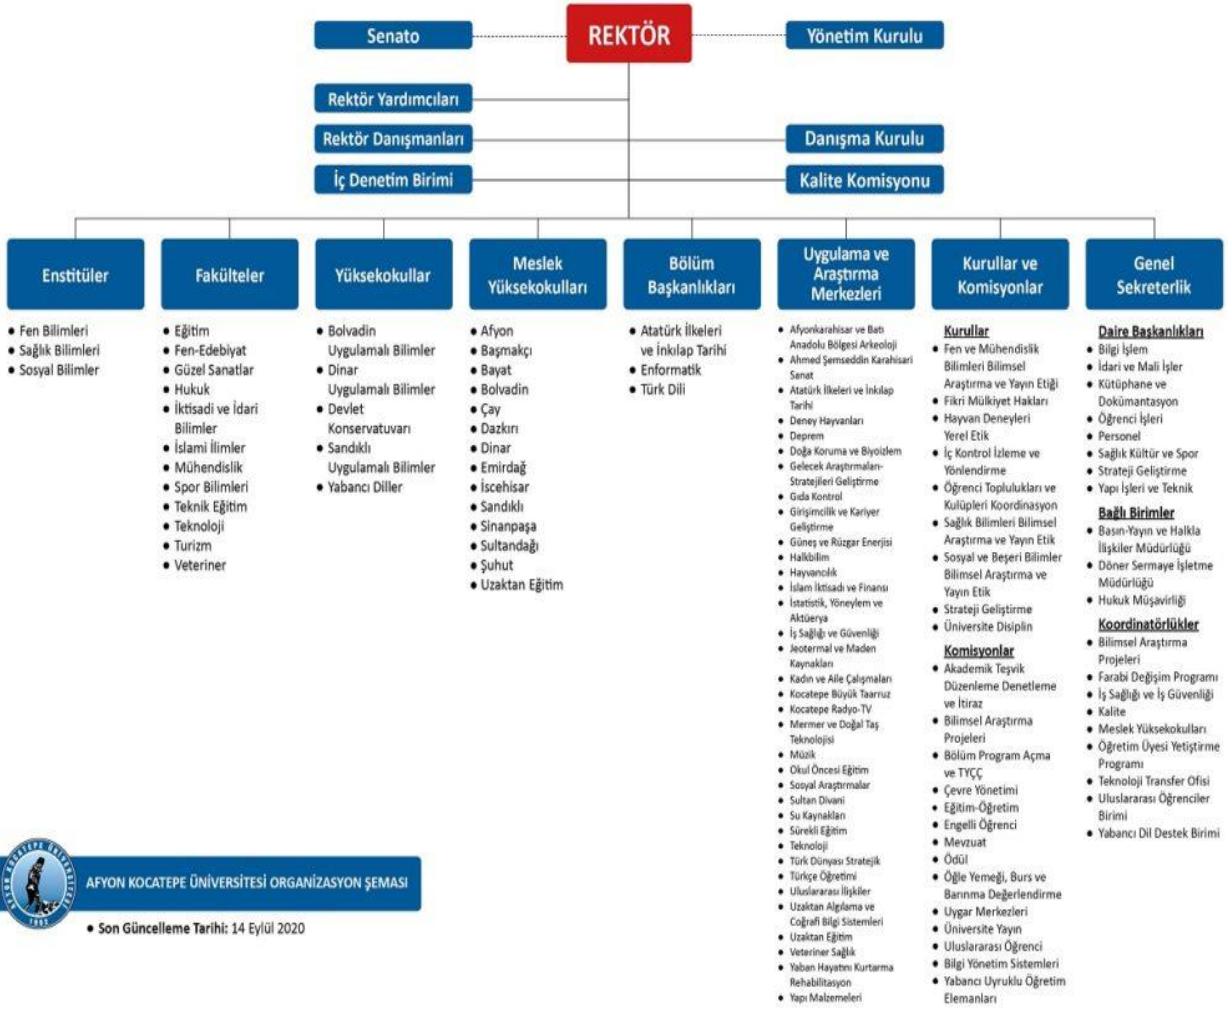 Senato
REKTÖR
Yönetim Kurulu
Rektör Yardımcıları
Rektör Danışmanları
Danışma Kurulu
İç Denetim Birimi
Kalite Komisyonu
Enstitüler
• Fen Bilimleri
• Sağlık Bilimleri
• Sosyal Bilimler
Fakülteler
• Eğitim
• Fen-Edebiyat
• Güzel Sanatlar
• Hukuk
• İktisadi ve İdari
Bilimler
• İslami İlimler
• Mühendislik
• Spor Bilimleri
• Teknik Eğitim
• Teknoloji
• Turizm
• Veteriner
Yüksekokullar
• Bolvadin
Uygulamalı Bilimler
• Dinar
Uygulamalı Bilimler
• Devlet
Konservatuvarı
• Sandıklı
Uygulamalı Bilimler
• Yabancı Diller
Meslek
Yüksekokulları
• Afyon
• Başmakçı
• Bayat
• Bolvadin
• Çay
• Dazkırı
• Dinar
• Emirdağ
• İscehisar
• Sandıklı
• Sinanpaşa
• Sultandağı
• Şuhut
• Uzaktan Eğitim
Bölüm
Başkanlıkları
• Atatürk İlkeleri
ve İnkılap Tarihi
• Enformatik
• Türk Dili
Uygulama ve
Araştırma
Merkezleri
• Afyonkarahisar ve Batı
Anadolu Bölgesi Arkeoloji
• Ahmed Şemseddin Karahisari
Sanat
• Atatürk İlkeleri ve İnkılap
Tarihi
• Deney Hayvanları
• Deprem
• Doğa Koruma ve Biyoizlem
• Gelecek Araştırmaları-
Stratejileri Geliştirme
• Gıda Kontrol
• Girişimcilik ve Kariyer
Geliştirme
• Güneş ve Rüzgar Enerjisi
• Halkbilim
• Hayvancılık
• İslam İktisadı ve Finansı
• İstatistik, Yöneylem ve
Aktüerya
• İş Sağlığı ve Güvenliği
• Jeotermal ve Maden
Kaynakları
• Kadın ve Aile Çalışmaları
• Kocatepe Büyük Taarruz
• Kocatepe Radyo-TV
• Mermer ve Doğal Taş
Teknolojisi
• Müzik
• Okul Öncesi Eğitim
• Sosyal Araştırmalar
• Sultan Divani
• Su Kaynakları
• Sürekli Eğitim
• Teknoloji
• Türk Dünyası Stratejik
• Türkçe Öğretimi
• Uluslararası İlişkiler
• Uzaktan Algılama ve
Coğrafi Bilgi Sistemleri
• Uzaktan Eğitim
• Veteriner Sağlık
• Yaban Hayatını Kurtarma
Rehabilitasyon
• Yapı Malzemeleri
Kurullar ve
Komisyonlar
Kurullar
• Fen ve Mühendislik
Bilimleri Bilimsel
Araştırma ve Yayın Etiği
• Fikri Mülkiyet Hakları
• Hayvan Deneyleri
Yerel Etik
• İç Kontrol İzleme ve
Yönlendirme
• Öğrenci Toplulukları ve
Kulüpleri Koordinasyon
• Sağlık Bilimleri Bilimsel
Araştırma ve Yayın Etik
• Sosyal ve Beşeri Bilimler
Bilimsel Araştırma ve
Yayın Etik
• Strateji Geliştirme
• Üniversite Disiplin
Komisyonlar
• Akademik Teşvik
Düzenleme Denetleme
ve İtiraz
• Bilimsel Araştırma
Projeleri
• Bölüm Program Açma
ve TYÇÇ
• Çevre Yönetimi
• Eğitim-Öğretim
• Engelli Öğrenci
• Mevzuat
• Ödül
• Öğle Yemeği, Burs ve
Barınma Değerlendirme
• Uygar Merkezleri
• Üniversite Yayın
• Uluslararası Öğrenci
• Bilgi Yönetim Sistemleri
• Yabancı Uyruklu Öğretim
Elemanları
Genel
Sekreterlik
Daire Başkanlıkları
• Bilgi İşlem
• İdari ve Mali İşler
• Kütüphane ve
Dokümantasyon
• Öğrenci İşleri
• Personel
• Sağlık Kültür ve Spor
• Strateji Geliştirme
• Yapı İşleri ve Teknik
Bağlı Birimler
• Basın-Yayın ve Halkla
İlişkiler Müdürlüğü
• Döner Sermaye İşletme
Müdürlüğü
• Hukuk Müşavirliği
Koordinatörlükler
• Bilimsel Araştırma
Projeleri
• Farabi Değişim Programı
• İş Sağlığı ve İş Güvenliği
• Kalite
• Meslek Yüksekokulları
• Öğretim Üyesi Yetiştirme
Programı
• Teknoloji Transfer Ofisi
• Uluslararası Öğrenciler
Birimi
• Yabancı Dil Destek Birimi
AFYON KOCATEPE ÜNİVERSİTESİ
1992
AFYON KOCATEPE ÜNİVERSİTESİ ORGANİZASYON ŞEMASI
• Son Güncelleme Tarihi: 14 Eylül 2020